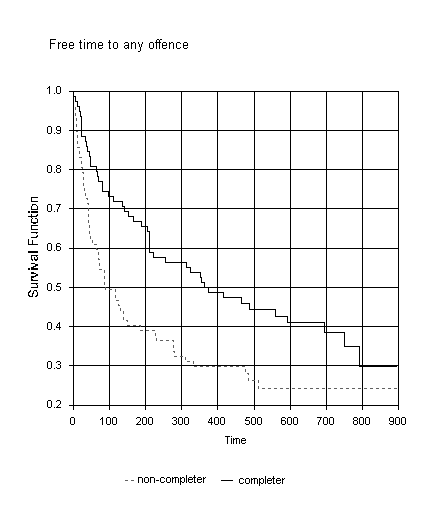 Free time to any offence
1.0
0.9
0.8
0.7
0.6
0.5
0.4
0.3
0.2
Survival Function
0 100 200 300 400 500 600 700 800 900
Time
non-completer completer